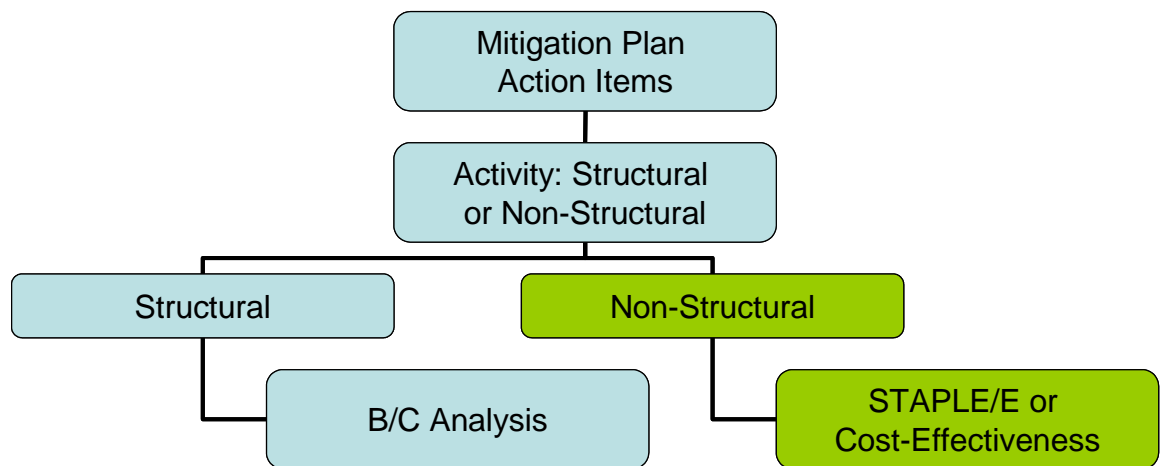 Mitigation Plan
Action Items
Activity: Structural
or Non-Structural
Structural
Non-Structural
B/C Analysis
STAPLE/E or
Cost-Effectiveness